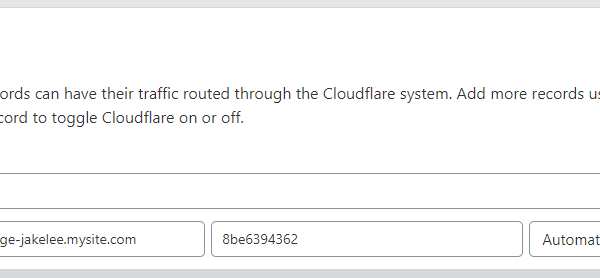 ords can have their traffic routed through the Cloudflare system. Add more records us
cord to toggle Cloudflare on or off.
ge-jakelee.mysite.com 8be6394362 Automat